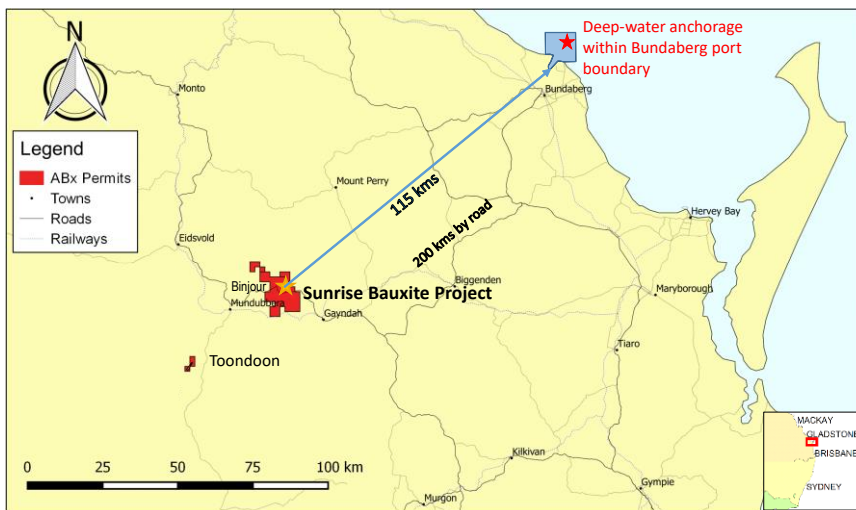 N
Deep-water anchorage
within Bundaberg port
boundary
Monto
Bundaberg
Legend
ABx Permits
Towns
Roads
Railways
Mount Perry
115 kms
200 kms by road
Hervey Bay
Eidsvold
Binjour
Sunrise Bauxite Project
Biggenden
Maryborough
Mundubbera
Gayndah
Tiaro
Toondoon
MACKAY
GLADSTONE
BRISBANE
SYDNEY
0 25 50 75 100 km
Kilkivan
Murgon
Gympie